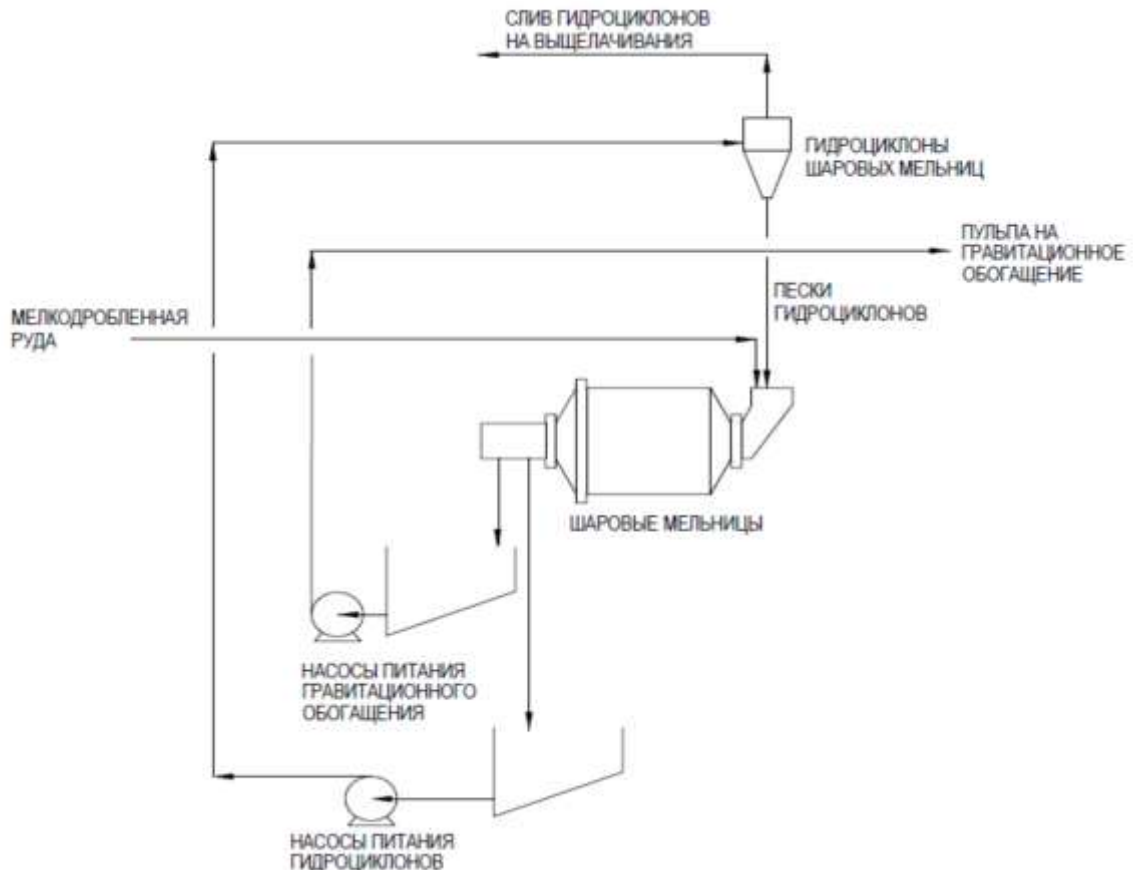 СЛИВ ГИДРОЦИКЛОНОВ
НА ВЫЩЕЛАЧИВАНИЯ
ГИДРОЦИКЛОНЫ
ШАРОВЫХ МЕЛЬНИЦ
ПУЛЬПА НА
ГРАВИТАЦИОННОЕ
ОБОГАЩЕНИЕ
ПЕСКИ
ГИДРОЦИКЛОНОВ
МЕЛКОДРОБЛЕННАЯ
РУДА
ШАРОВЫЕ МЕЛЬНИЦЫ
НАСОСЫ ПИТАНИЯ
ГРАВИТАЦИОННОГО
ОБОГАЩЕНИЯ
НАСОСЫ ПИТАНИЯ
ГИДРОЦИКЛОНОВ